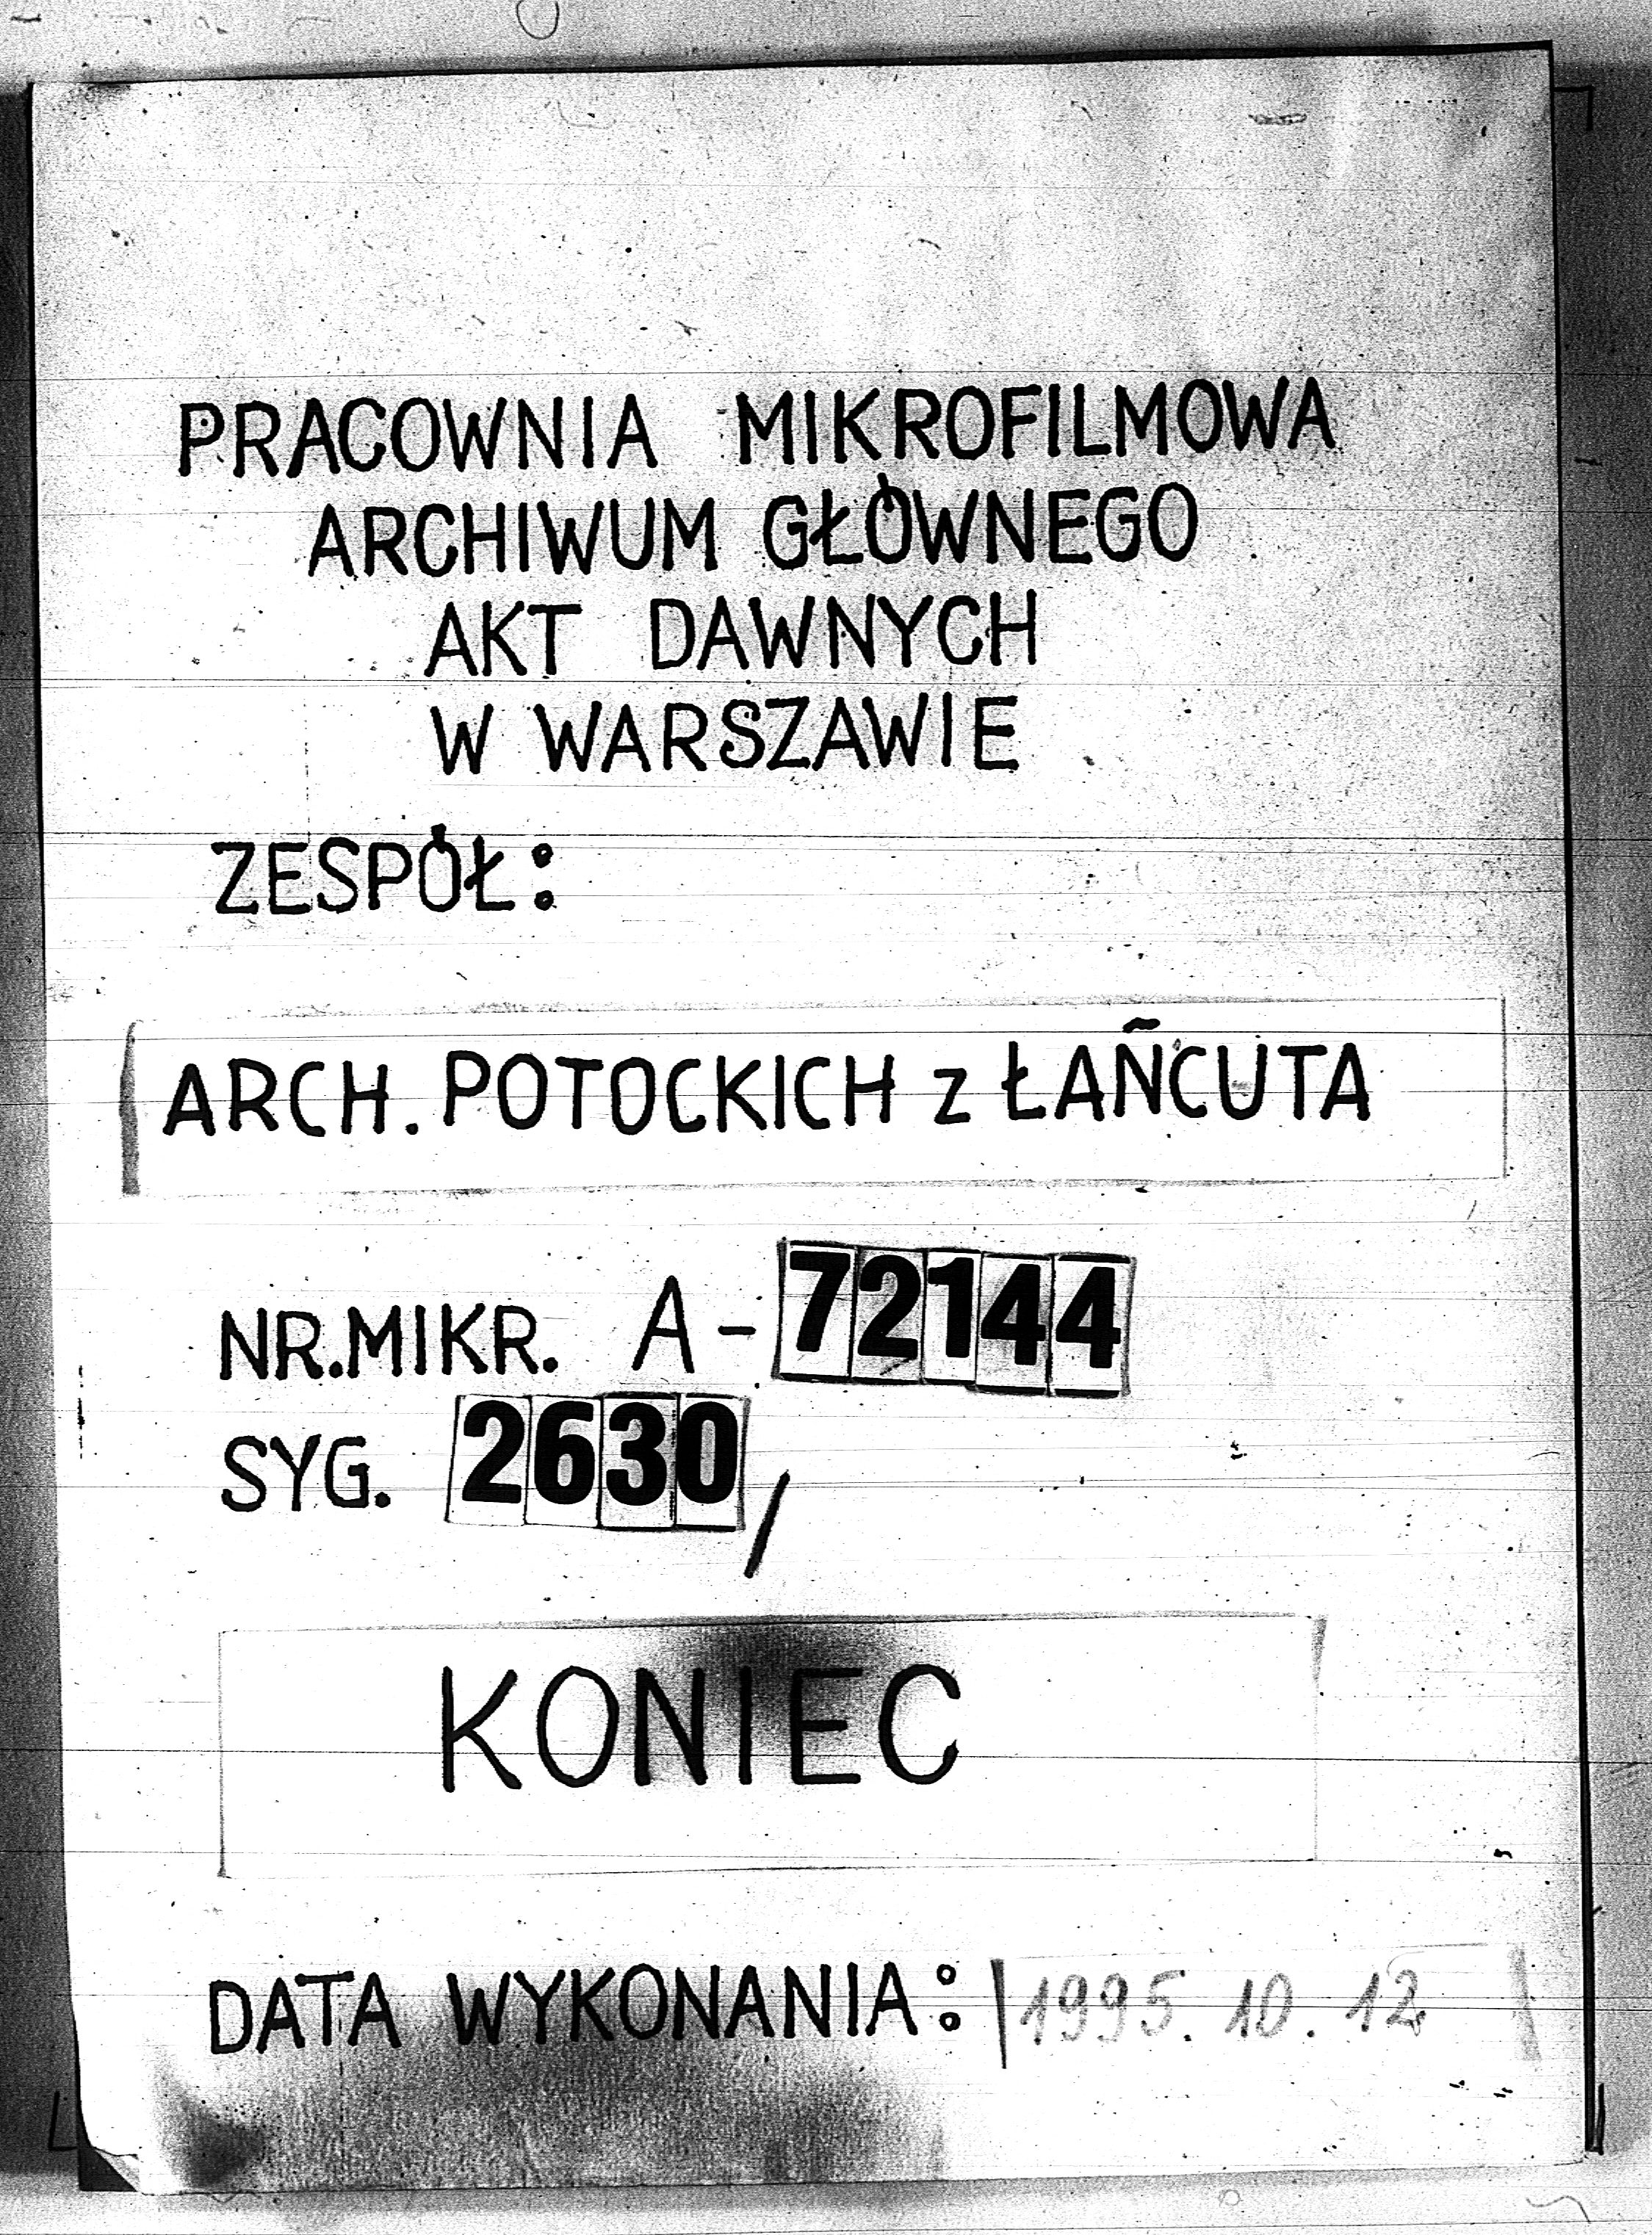 PRACOWNIA MIKROFILMOWA
ARCHIWUM GŁÓWNEGO
AKT DAWNYCH
W WARSZAWIE
ZESPÓŁ:
ARCH. POTOCKICH z ŁAŃCUTA
NR.MIKR. A-72144
SYG. 2630/
KONIEC
DATA WYKONANIA: 1995.10.12